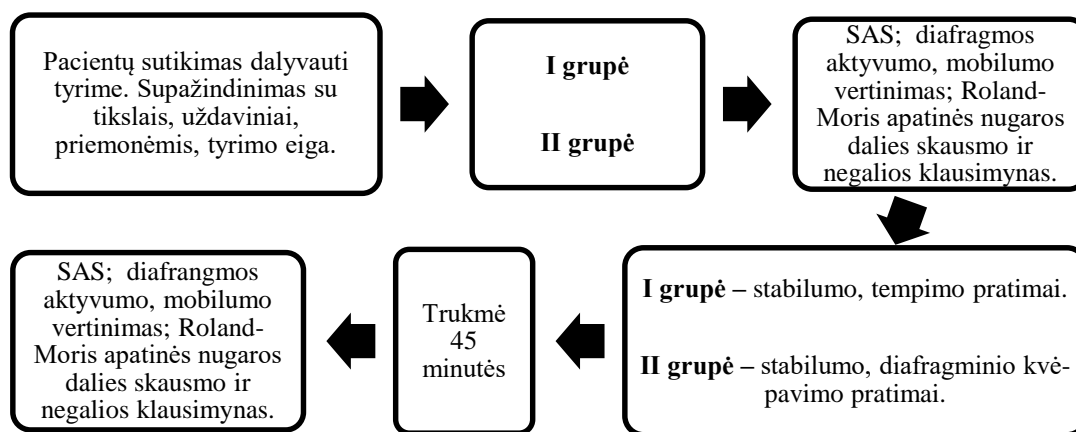 Pacientų sutikimas dalyvauti
tyrime. Supažindinimas su
tikslais, uždaviniai,
priemonėmis, tyrimo eiga.
I grupė
II grupė
SAS; diafragmos
aktyvumo, mobilumo
vertinimas; Roland-
Moris apatinės nugaros
dalies skausmo ir
negalios klausimynas.
I grupė – stabilumo, tempimo pratimai.
II grupė – stabilumo, diafragminio kvė-
pavimo pratimai.
Trukmė
45
minutės
SAS; diafrangmos
aktyvumo, mobilumo
vertinimas; Roland-
Moris apatinės nugaros
dalies skausmo ir
negalios klausimynas.